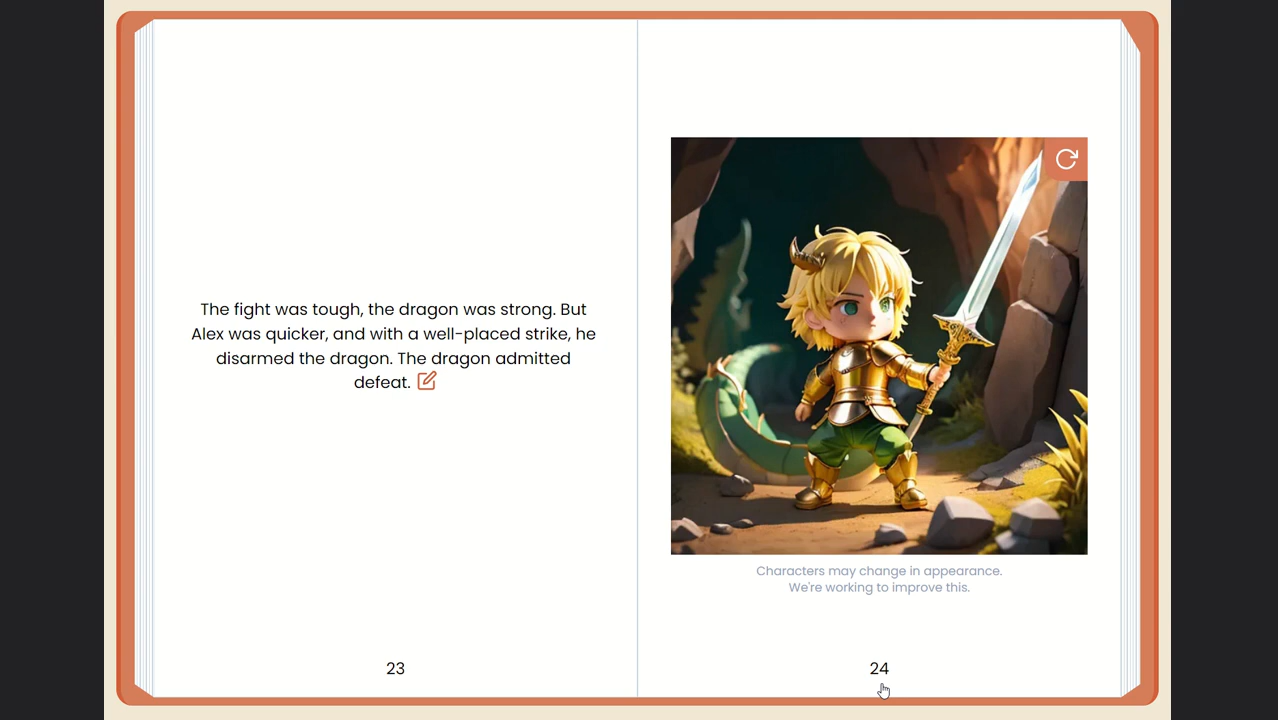 The fight was tough, the dragon was strong. But
Alex was quicker, and with a well-placed strike, he
disarmed the dragon. The dragon admitted
defeat.
Characters may change in appearance.
We're working to improve this.
23
24